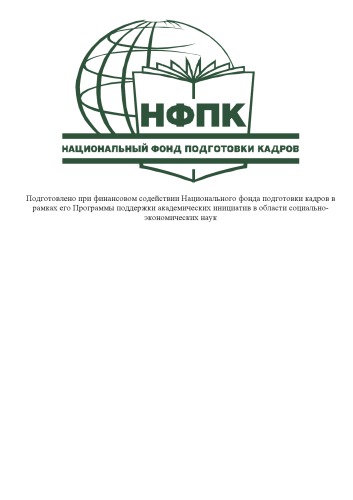 НФПК
НАЦИОНАЛЬНЫЙ ФОНД ПОДГОТОВКИ КАДРОВ
Подготовлено при финансовом содействии Национального фонда подготовки кадров в
рамках его Программы поддержки академических инициатив в области социально-
экономических наук